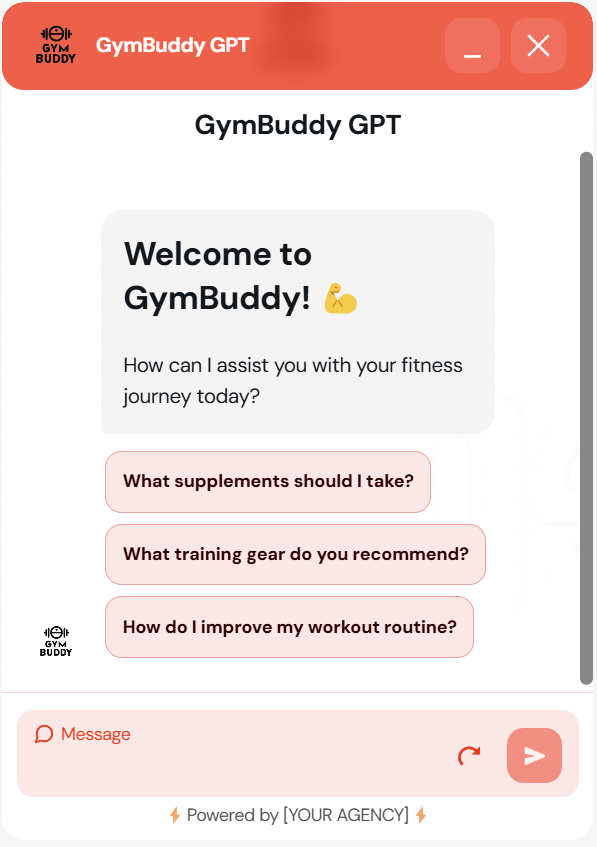 GYM
BUDDY
GymBuddy GPT
GymBuddy GPT
Welcome to
GymBuddy! 💪
How can I assist you with your fitness
journey today?
What supplements should I take?
What training gear do you recommend?
How do I improve my workout routine?
GYM
BUDDY
Message
⚡ Powered by [YOUR AGENCY] ⚡